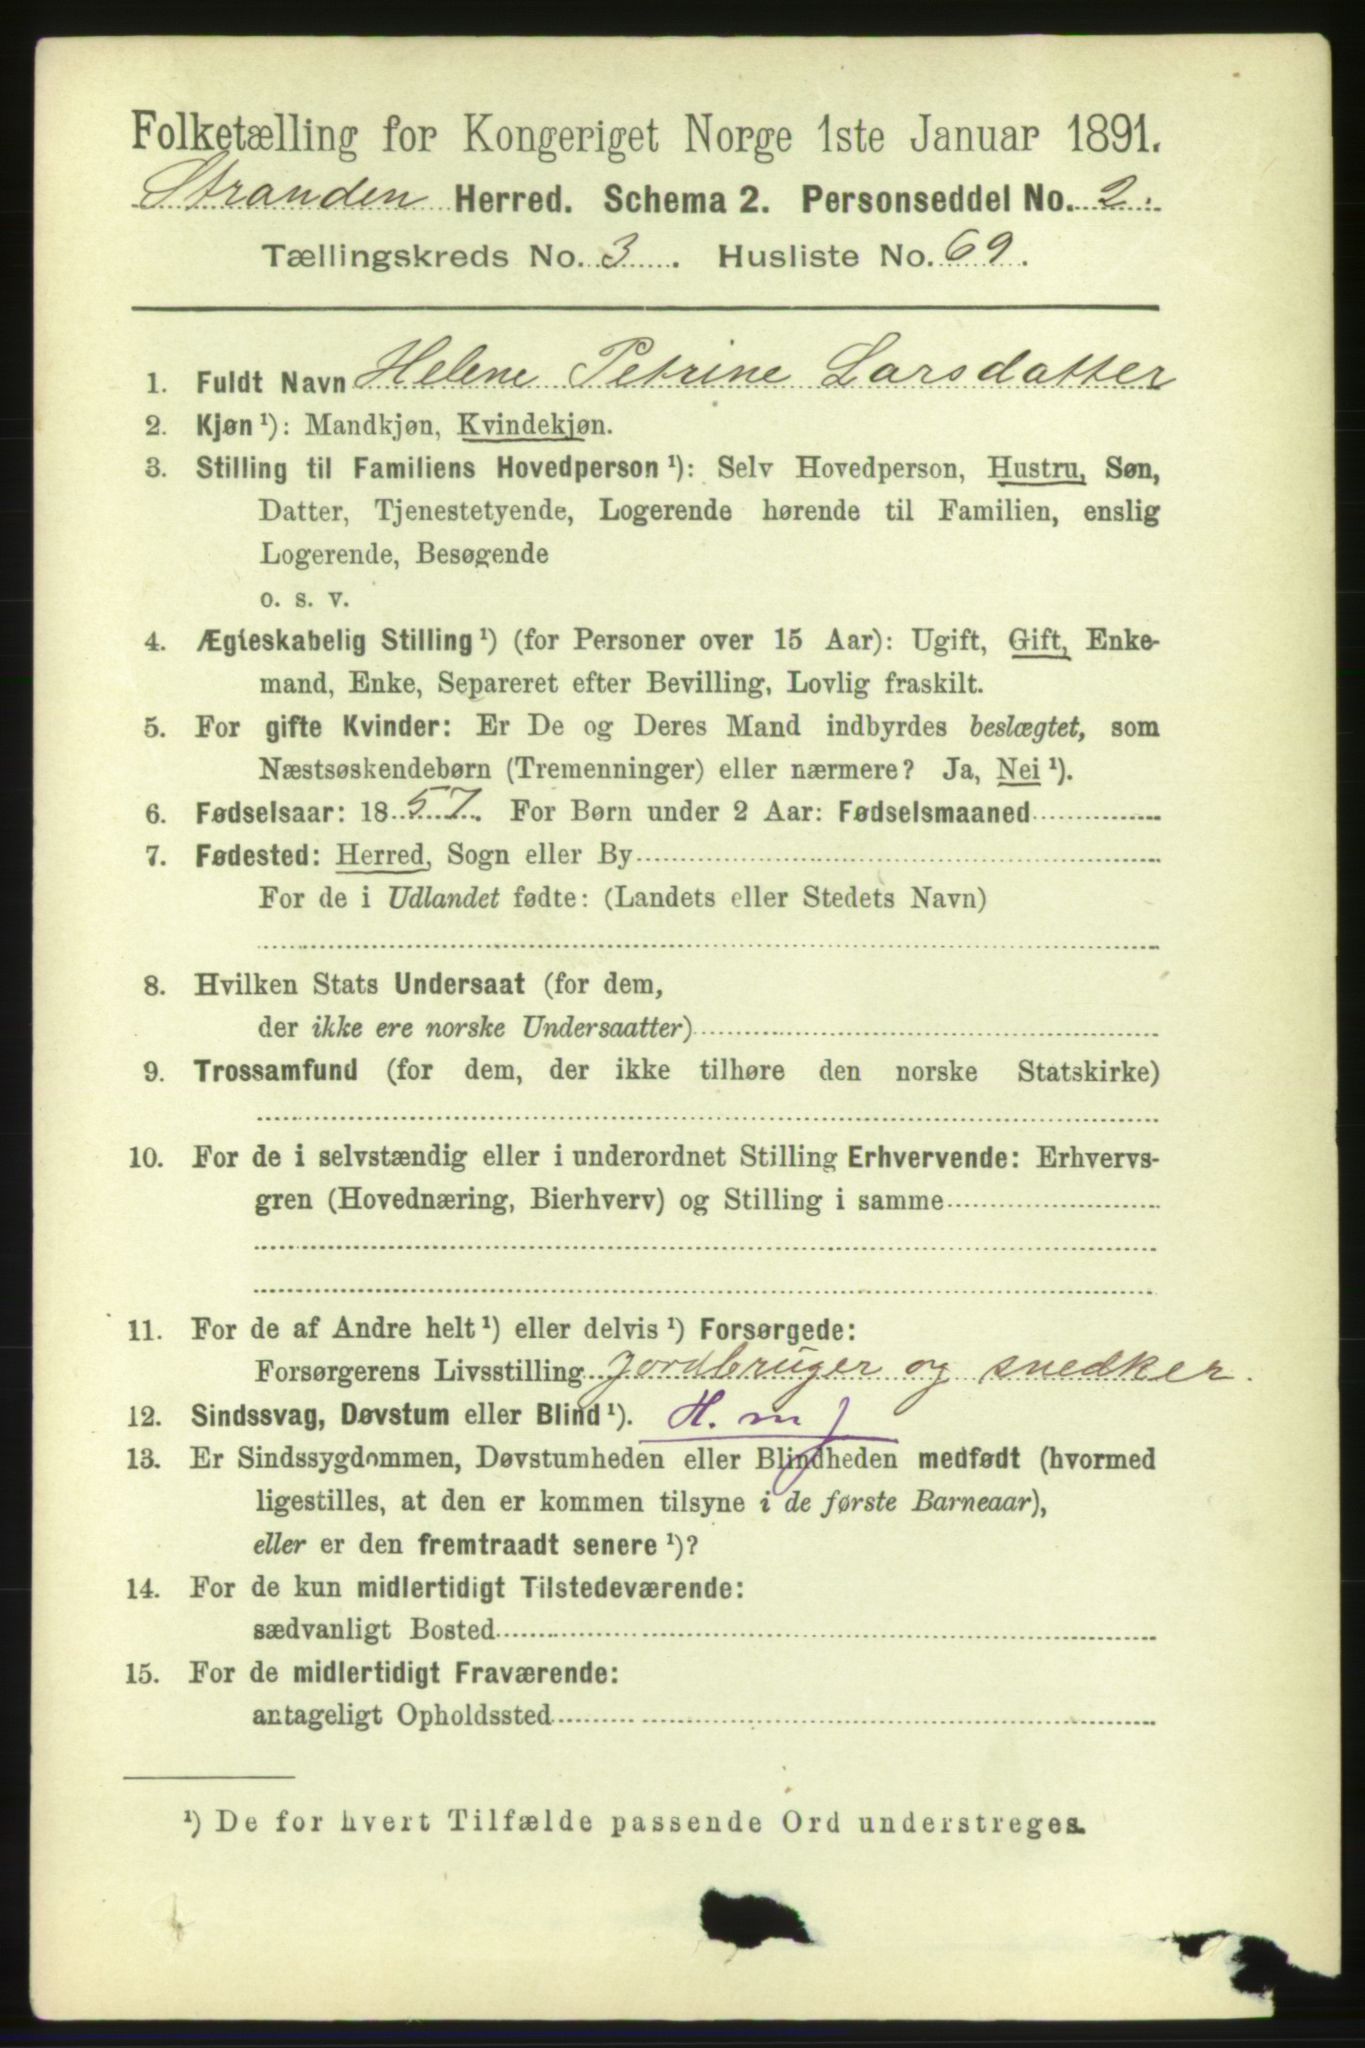 Folketælling for Kongeriget Norge 1ste Januar 1891.
Stranden Herred. Schema 2. Personseddel No. 2.
Tællingskreds No. 3. Husliste No. 69.
1. Fuldt Navn Helene Petrine Larsdatter
2. Kjøn ¹): Mandkjøn, Kvindekjøn.
3. Stilling til Familiens Hovedperson ¹): Selv Hovedperson, Hustru, Søn,
Datter, Tjenestetyende, Logerende hørende til Familien, enslig
Logerende, Besøgende
o. s. v.
4. Ægteskabelig Stilling ¹) (for Personer over 15 Aar): Ugift, Gift, Enke-
mand, Enke, Separeret efter Bevilling, Lovlig fraskilt.
5. For gifte Kvinder: Er De og Deres Mand indbyrdes beslægtet, som
Næstsøskendebørn (Tremenninger) eller nærmere? Ja, Nei ¹).
6. Fødselsaar: 1857. For Børn under 2 Aar: Fødselsmaaned
7. Fødested: Herred, Sogn eller By
For de i Udlandet fødte: (Landets eller Stedets Navn)
8. Hvilken Stats Undersaat (for dem,
der ikke ere norske Undersaatter)
9. Trossamfund (for dem, der ikke tilhøre den norske Statskirke)
10. For de i selvstændig eller i underordnet Stilling Erhvervende: Erhvervs-
gren (Hovednæring, Bierhverv) og Stilling i samme
11. For de af Andre helt ¹) eller delvis ¹) Forsørgede:
Forsørgerens Livsstilling Jordbruger og snedker.
12. Sindssvag, Døvstum eller Blind ¹). H. m f
13. Er Sindssygdommen, Døvstumheden eller Blindheden medfødt (hvormed
ligestilles, at den er kommen tilsyne i de første Barneaar),
eller er den fremtraadt senere ¹)?
14. For de kun midlertidigt Tilstedeværende:
sædvanligt Bosted
15. For de midlertidigt Fraværende:
antageligt Opholdssted
¹) De for hvert Tilfælde passende Ord understreges.